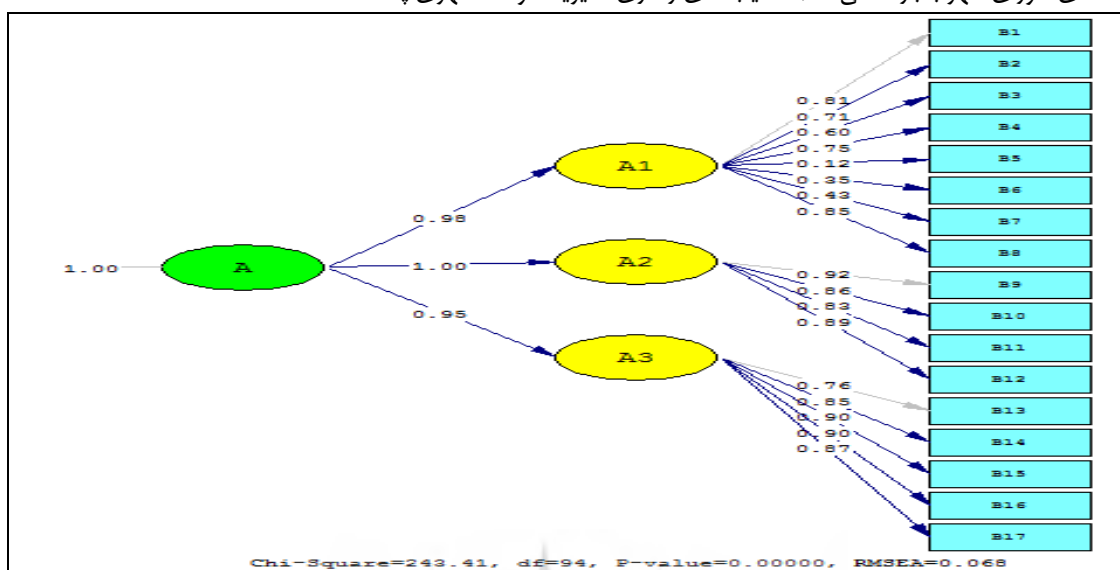 B1
B2
0.81
B3
0.71
0.60
B4
0.75
A1
0.12
B5
0.35
B6
0.43
0.98
0.85
B7
B8
1.00
A
1.00
A2
0.92
B9
0.86
0.83
B10
0.95
0.89
B11
A3
B12
0.76
B13
0.85
0.90
B14
0.90
0.87
B15
B16
B17
Chi-Square=243.41, df=94, P-value=0.00000, RMSEA=0.068